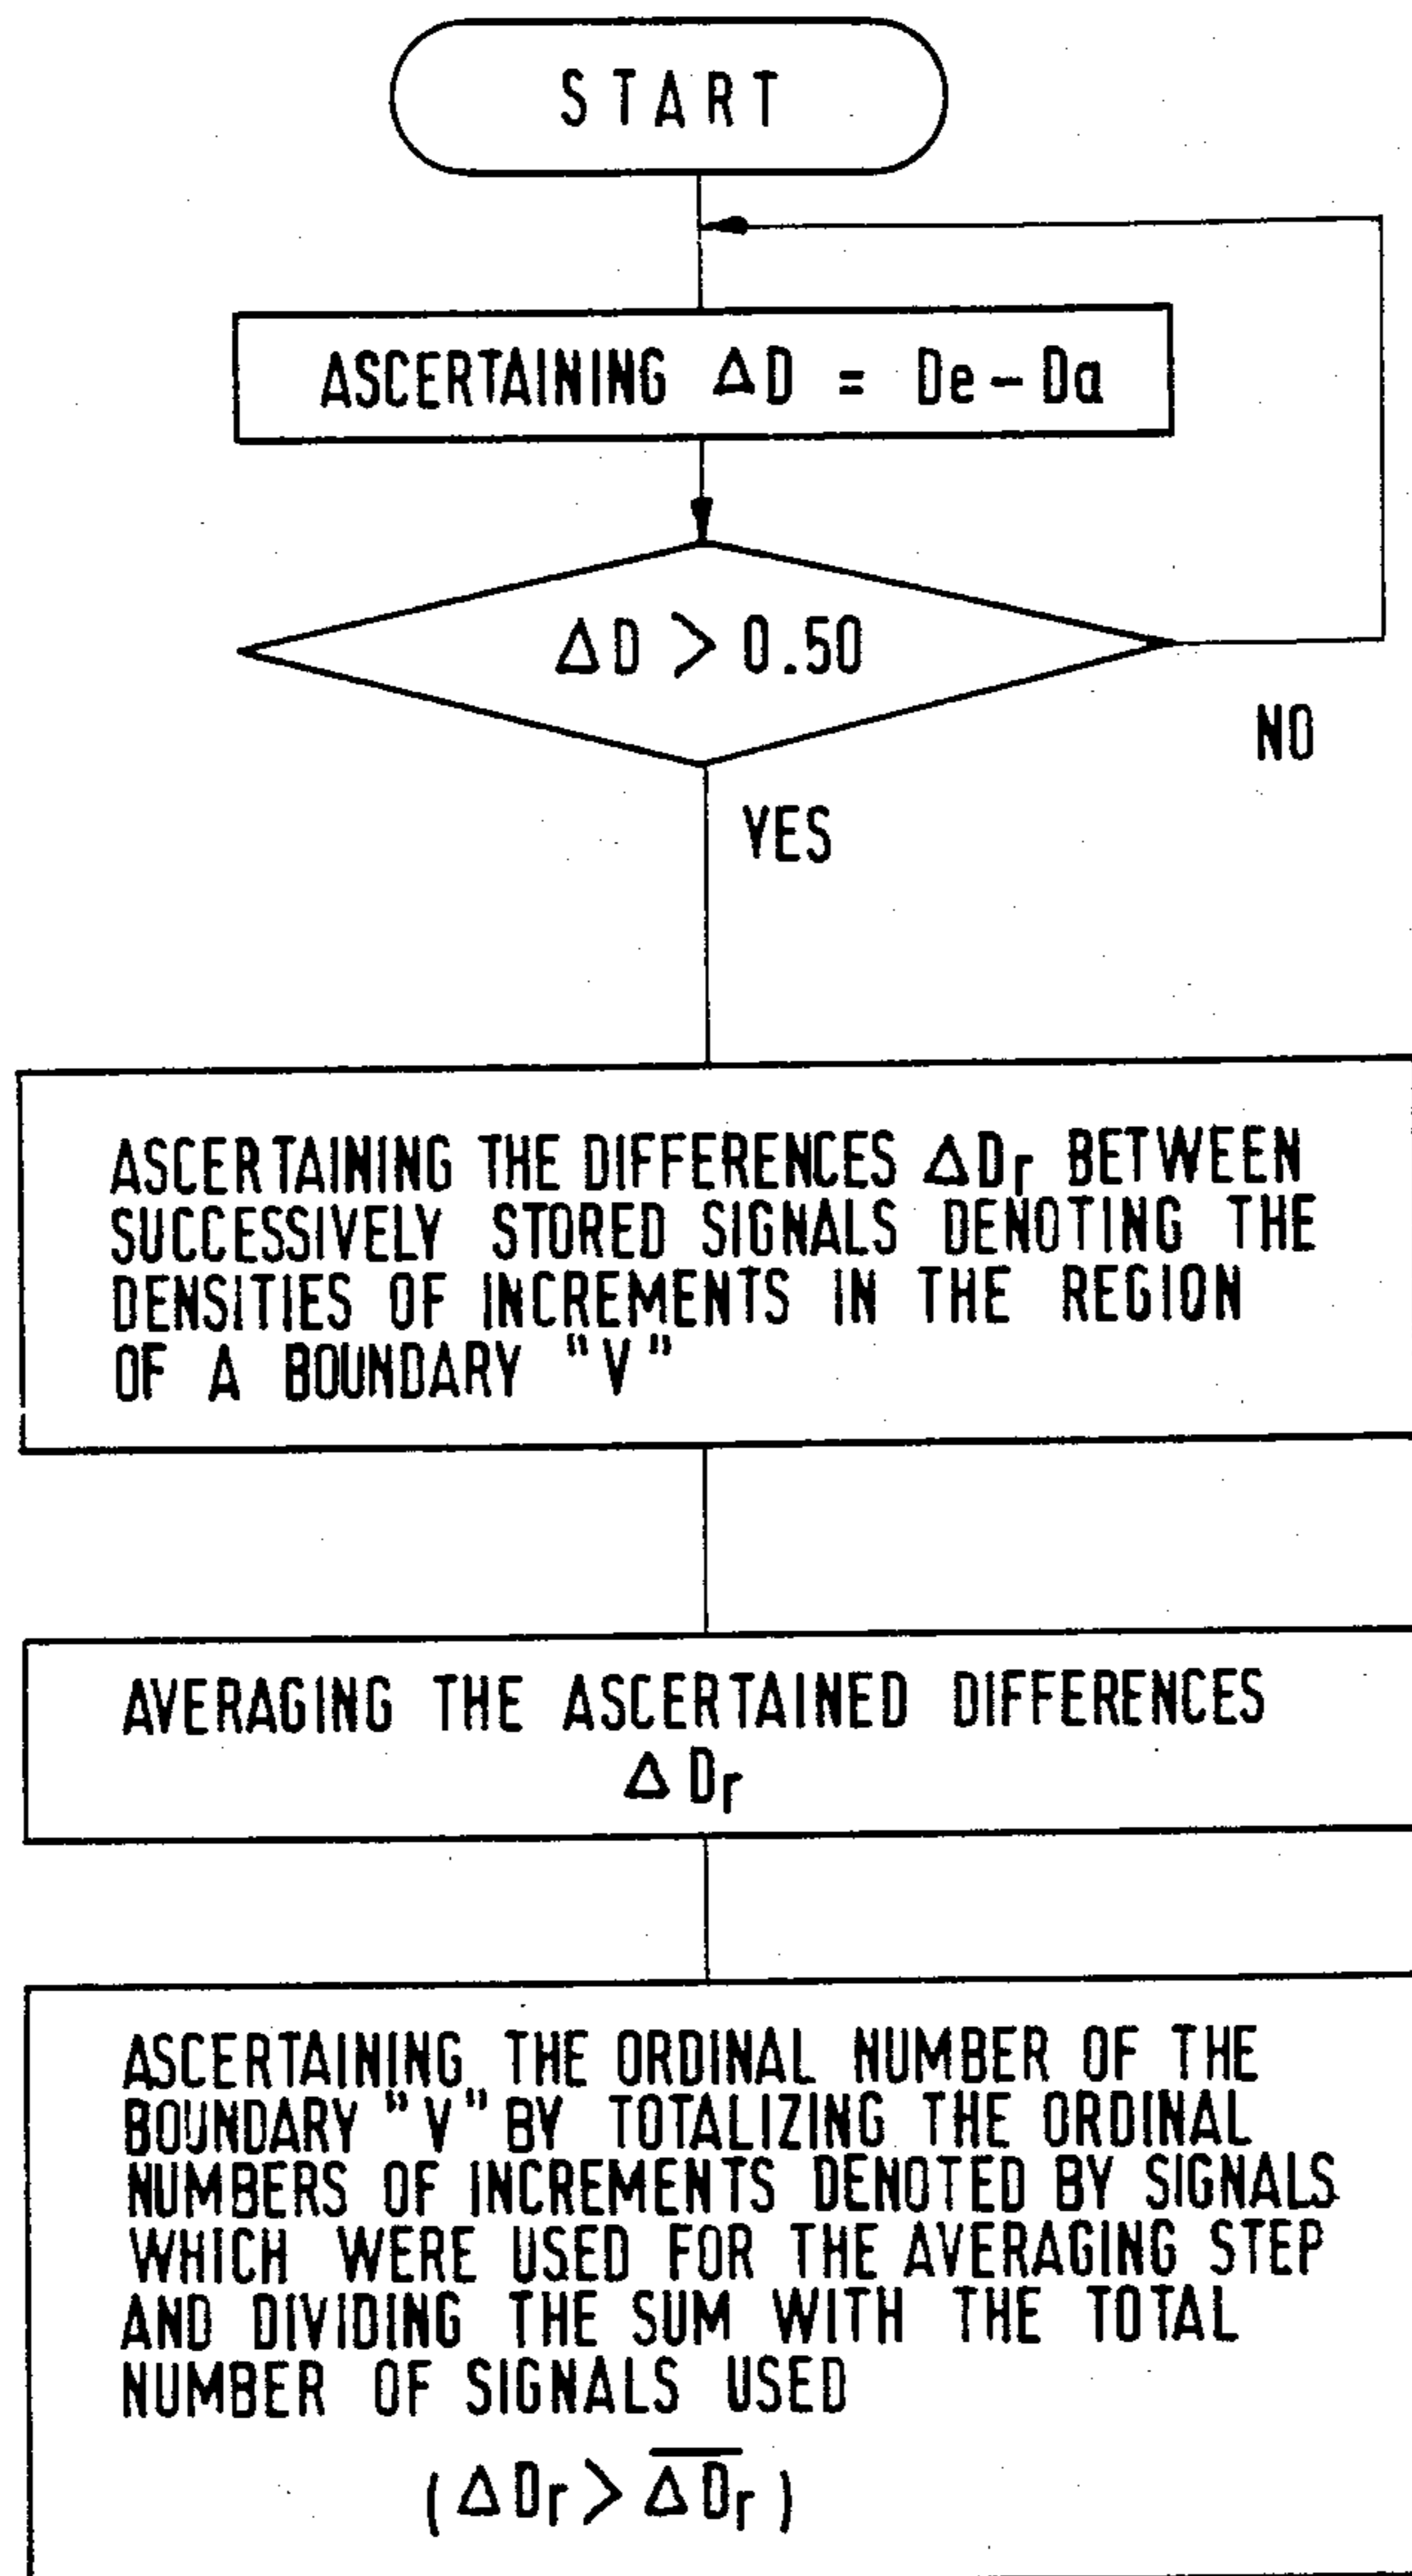 START
ASCERTAINING ΔD = De – Da
ΔD > 0.50
NO
YES
ASCERTAINING THE DIFFERENCES ΔDr BETWEEN
SUCCESSIVELY STORED SIGNALS DENOTING THE
DENSITIES OF INCREMENTS IN THE REGION
OF A BOUNDARY "V"
AVERAGING THE ASCERTAINED DIFFERENCES
ΔDr
ASCERTAINING THE ORDINAL NUMBER OF THE
BOUNDARY "V" BY TOTALIZING THE ORDINAL
NUMBERS OF INCREMENTS DENOTED BY SIGNALS
WHICH WERE USED FOR THE AVERAGING STEP
AND DIVIDING THE SUM WITH THE TOTAL
NUMBER OF SIGNALS USED
(ΔDr > Δ̅D̅r̅)